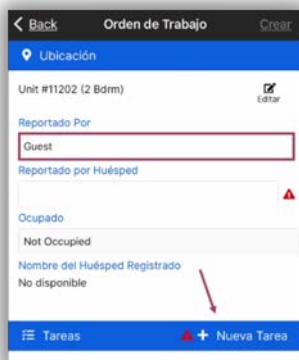 Back Orden de Trabajo Crear
Ubicación
Unit #11202 (2 Bdrm) Editar
Reportado Por
Guest
Reportado por Huésped
Ocupado
Not Occupied
Nombre del Huésped Registrado
No disponible
Tareas + Nueva Tarea